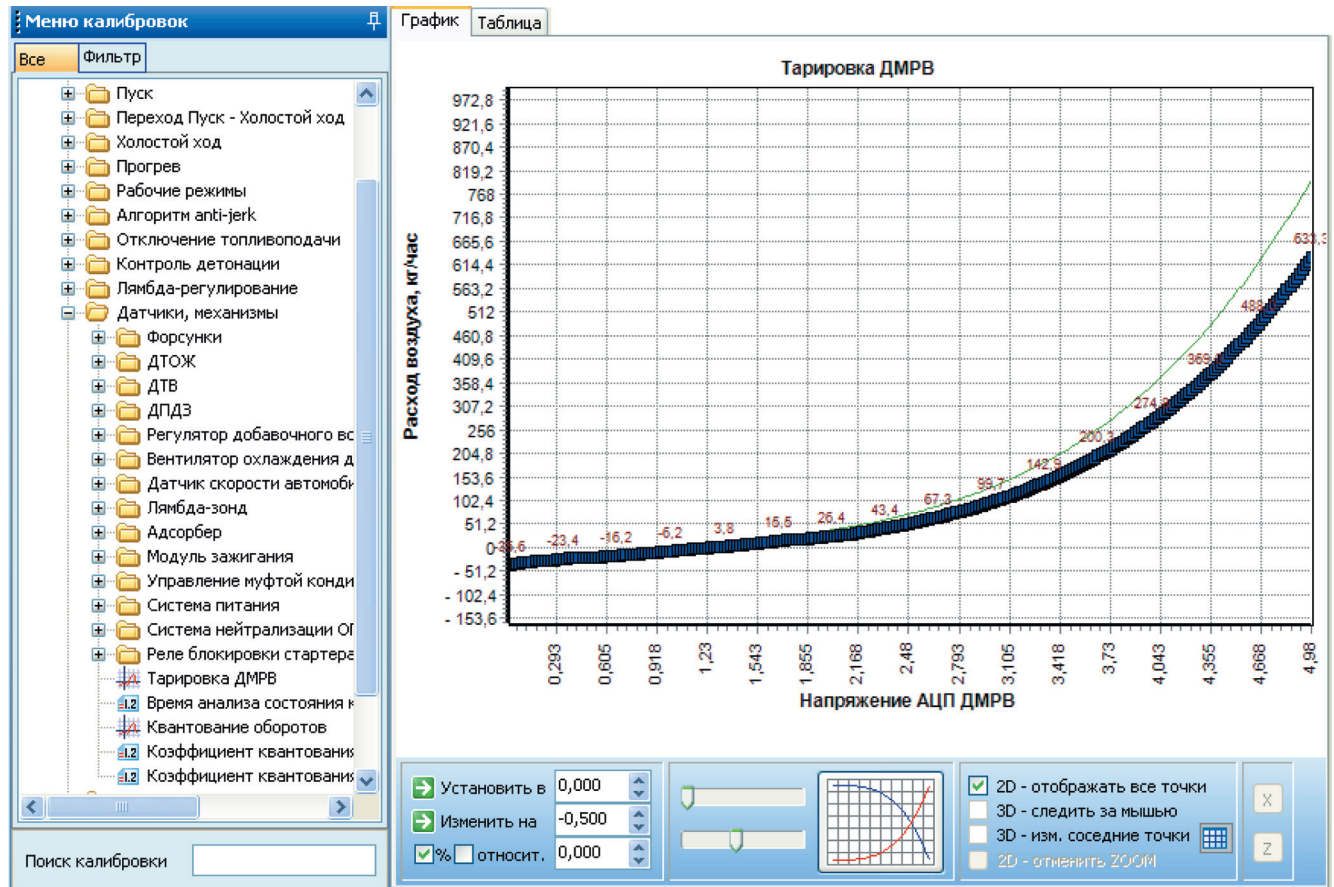 Меню калибровок
Все
Фильтр
Пуск
Переход Пуск - Холостой ход
Холостой ход
Прогрев
Рабочие режимы
Алгоритм anti-jerk
Отключение топливоподачи
Контроль детонации
Лямбда-регулирование
Датчики, механизмы
Форсунки
ДТОЖ
ДТВ
ДПДЗ
Регулятор добавочного вс
Вентилятор охлаждения д
Датчик скорости автомоби
Лямбда-зонд
Адсорбер
Модуль зажигания
Управление муфтой конди
Система питания
Система нейтрализации ОГ
Реле блокировки стартера
Тарировка ДМРВ
Время анализа состояния к
Квантование оборотов
Коэффициент квантования
Коэффициент квантования
Поиск калибровки
График
Таблица
Тарировка ДМРВ
Расход воздуха, кг/час
972,8
921,6
870,4
819,2
768
716,8
665,6
614,4
563,2
512
460,8
409,6
358,4
307,2
256
204,8
153,6
102,4
51,2
0
- 51,2
- 102,4
- 153,6
-23,4
-16,2
-6,2
3,8
15,5
26,4
43,4
67,3
99,7
142,9
200,3
633,3
0,293
0,605
0,918
1,23
1,543
1,855
2,168
2,48
2,793
3,105
3,418
3,73
4,043
4,355
4,668
4,98
Напряжение АЦП ДМРВ
Установить в 0,000
Изменить на -0,500
% относит. 0,000
2D - отображать все точки
3D - следить за мышью
3D - изм. соседние точки
2D - отменить ZOOM
X
Z